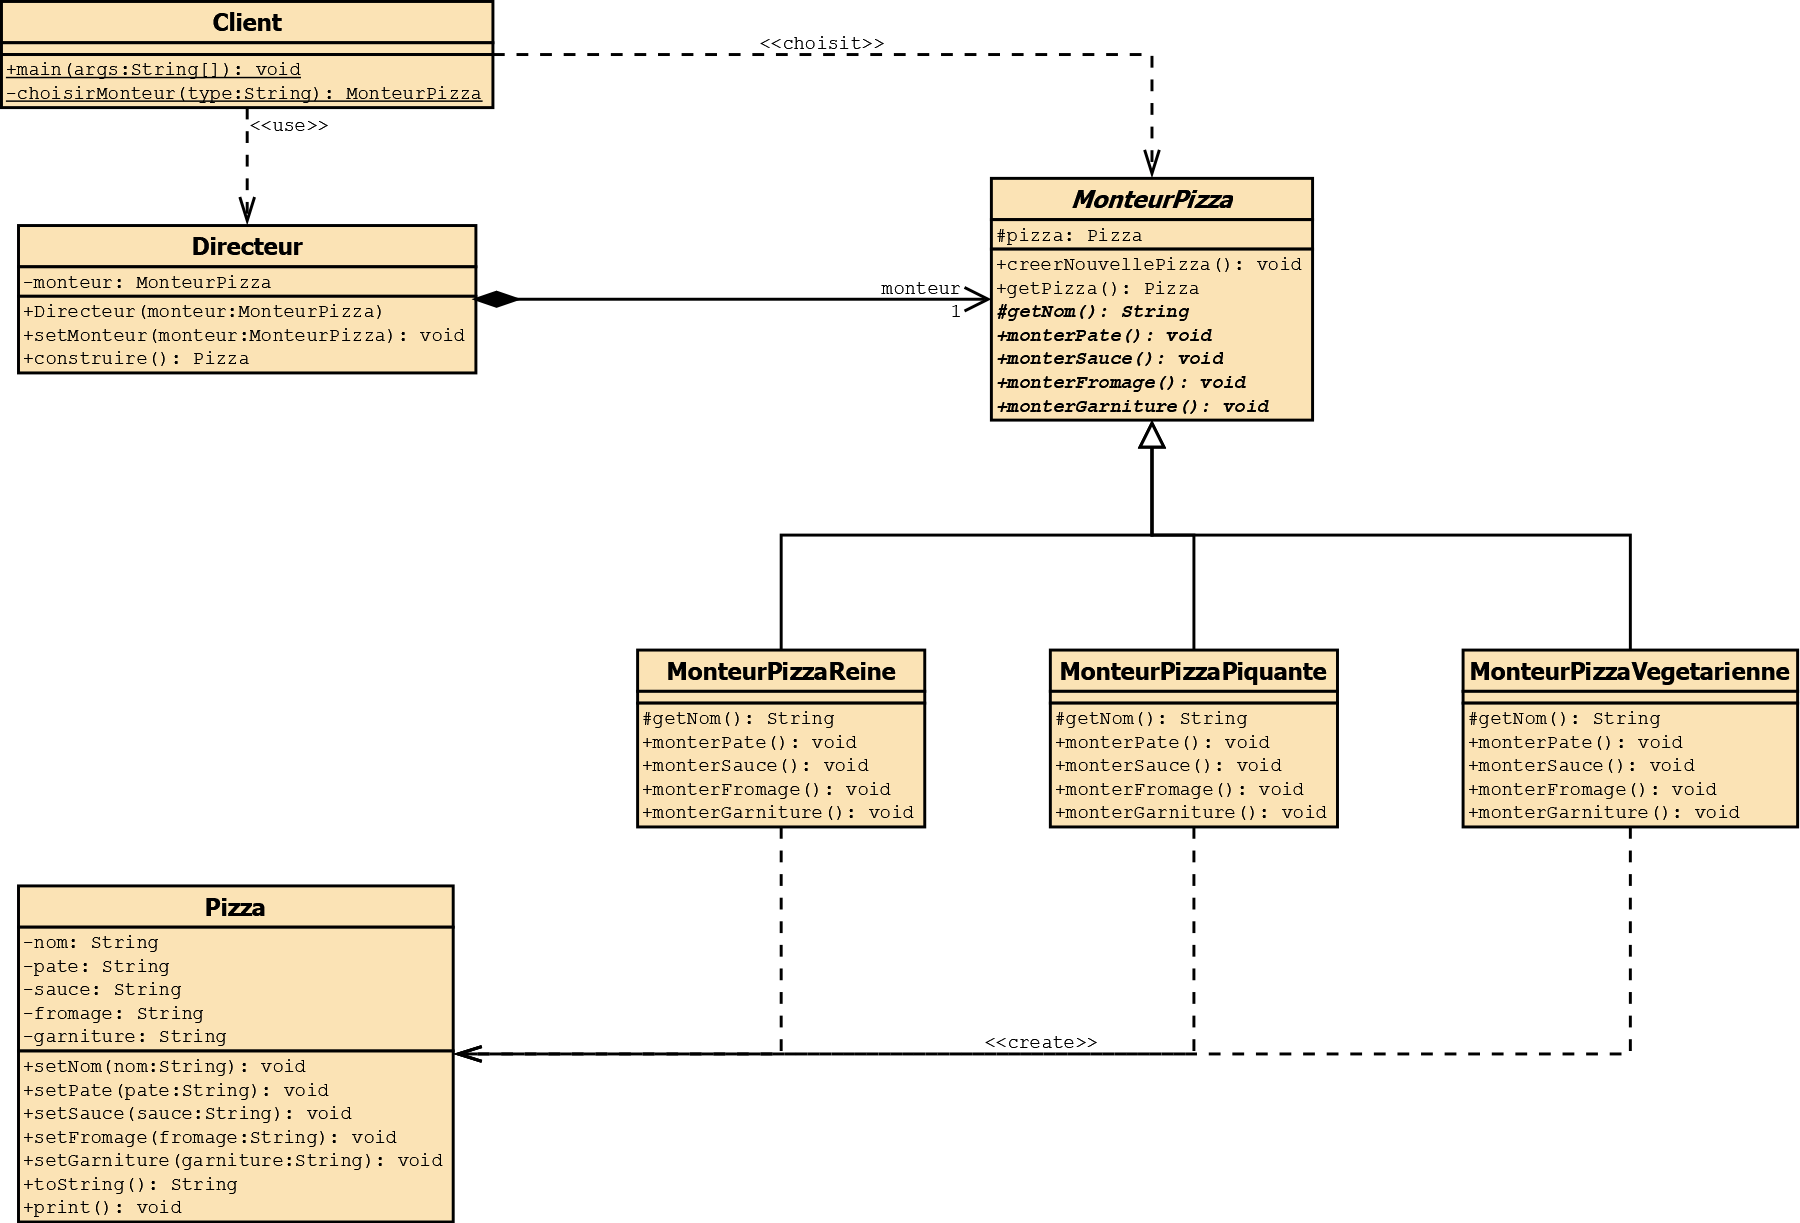 Client
+main(args:String[]): void
-choisirMonteur(type:String): MonteurPizza
<<choisit>>
<<use>>
Directeur
-monteur: MonteurPizza
+Directeur(monteur:MonteurPizza)
+setMonteur(monteur:MonteurPizza): void
+construire(): Pizza
monteur
1
MonteurPizza
#pizza: Pizza
+creerNouvellePizza(): void
+getPizza(): Pizza
#getNom(): String
+monterPate(): void
+monterSauce(): void
+monterFromage(): void
+monterGarniture(): void
MonteurPizzaReine
#getNom(): String
+monterPate(): void
+monterSauce(): void
+monterFromage(): void
+monterGarniture(): void
MonteurPizzaPiquante
#getNom(): String
+monterPate(): void
+monterSauce(): void
+monterFromage(): void
+monterGarniture(): void
MonteurPizzaVegetarienne
#getNom(): String
+monterPate(): void
+monterSauce(): void
+monterFromage(): void
+monterGarniture(): void
<<create>>
Pizza
-nom: String
-pate: String
-sauce: String
-fromage: String
-garniture: String
+setNom(nom:String): void
+setPate(pate:String): void
+setSauce(sauce:String): void
+setFromage(fromage:String): void
+setGarniture(garniture:String): void
+toString(): String
+print(): void